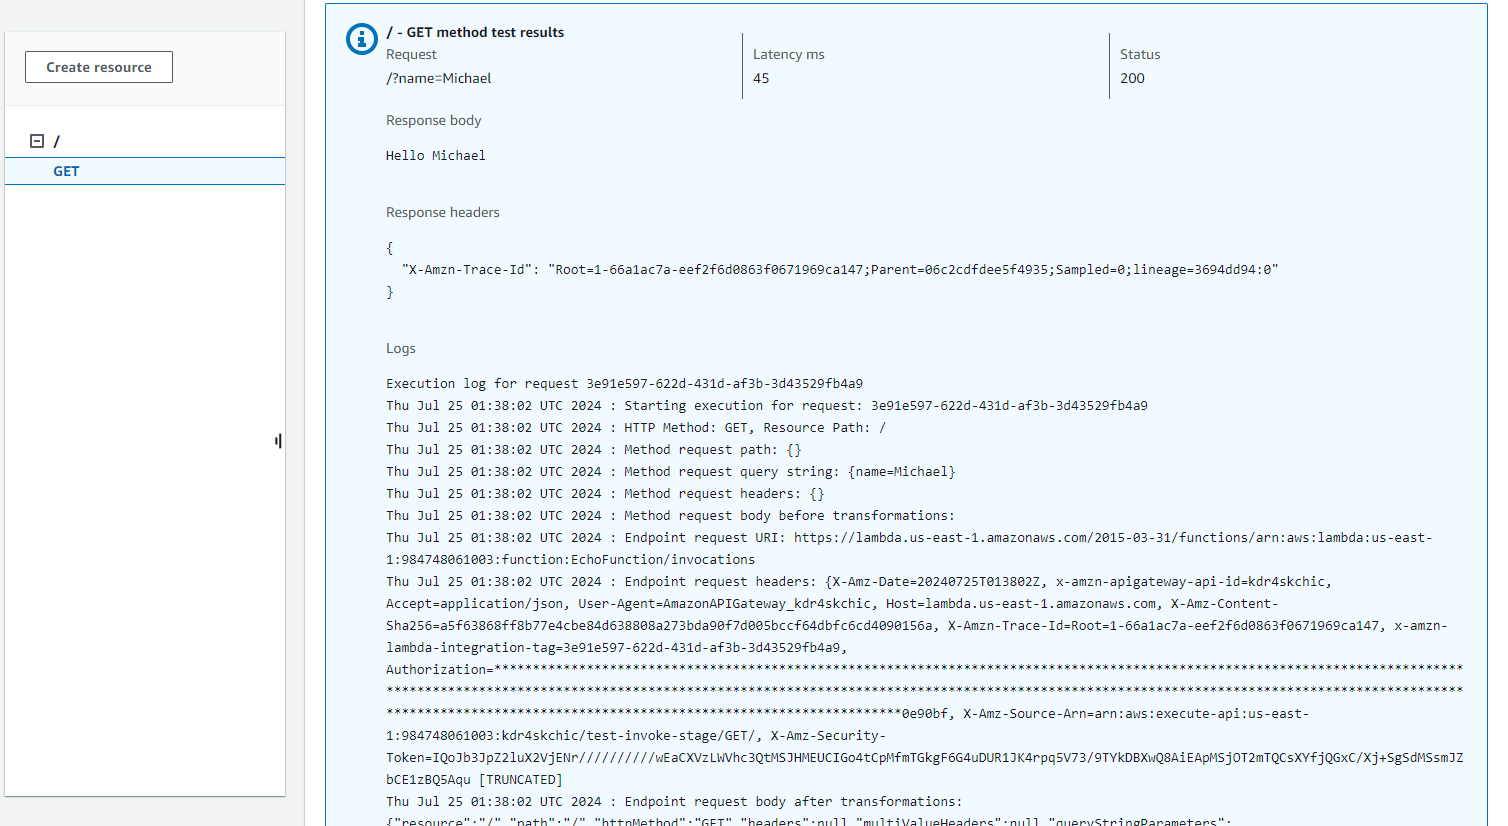 Create resource
/
GET
/ - GET method test results
Request
/?name=Michael
Latency ms
45
Status
200
Response body
Hello Michael
Response headers
{
"X-Amzn-Trace-Id": "Root=1-66a1ac7a-eef2f6d0863f0671969ca147;Parent=06c2cdfdee5f4935;Sampled=0;lineage=3694dd94:0"
}
Logs
Execution log for request 3e91e597-622d-431d-af3b-3d43529fb4a9
Thu Jul 25 01:38:02 UTC 2024 : Starting execution for request: 3e91e597-622d-431d-af3b-3d43529fb4a9
Thu Jul 25 01:38:02 UTC 2024 : HTTP Method: GET, Resource Path: /
Thu Jul 25 01:38:02 UTC 2024 : Method request path: {}
Thu Jul 25 01:38:02 UTC 2024 : Method request query string: {name=Michael}
Thu Jul 25 01:38:02 UTC 2024 : Method request headers: {}
Thu Jul 25 01:38:02 UTC 2024 : Method request body before transformations:
Thu Jul 25 01:38:02 UTC 2024 : Endpoint request URI: https://lambda.us-east-1.amazonaws.com/2015-03-31/functions/arn:aws:lambda:us-east-
1:984748061003:function:EchoFunction/invocations
Thu Jul 25 01:38:02 UTC 2024 : Endpoint request headers: {X-Amz-Date=20240725T013802Z, x-amzn-apigateway-api-id=kdr4skchic,
Accept=application/json, User-Agent=AmazonAPIGateway_kdr4skchic, Host=lambda.us-east-1.amazonaws.com, X-Amz-Content-
Sha256=a5f63868ff8b77e4cbe84d638808a273bda90f7d005bccf64dbfc6cd4090156a, X-Amzn-Trace-Id=Root=1-66a1ac7a-eef2f6d0863f0671969ca147, x-amzn-
lambda-integration-tag=3e91e597-622d-431d-af3b-3d43529fb4a9,
Authorization=******************************************************************************************************************************
********************************************************************************************************************************************
*******************************************************************0e90bf, X-Amz-Source-Arn=arn:aws:execute-api:us-east-
1:984748061003:kdr4skchic/test-invoke-stage/GET/, X-Amz-Security-
Token=IQoJb3JpZ2luX2VjENr//////////wEaCXVzLWVhc3QtMSJHMEUCIGo4tCpMfmTGkgF6G4uDUR1JK4rpq5V73/9TYkDBXwQ8AiEApMSjOT2mTQCsXYfjQGxC/Xj+SgSdMSsmJZ
bCE1zBQ5Aqu [TRUNCATED]
Thu Jul 25 01:38:02 UTC 2024 : Endpoint request body after transformations:
{"resource":"/","path":"/","httpMethod":"GET","headers":null,"multiValueHeaders":null,"queryStringParameters":